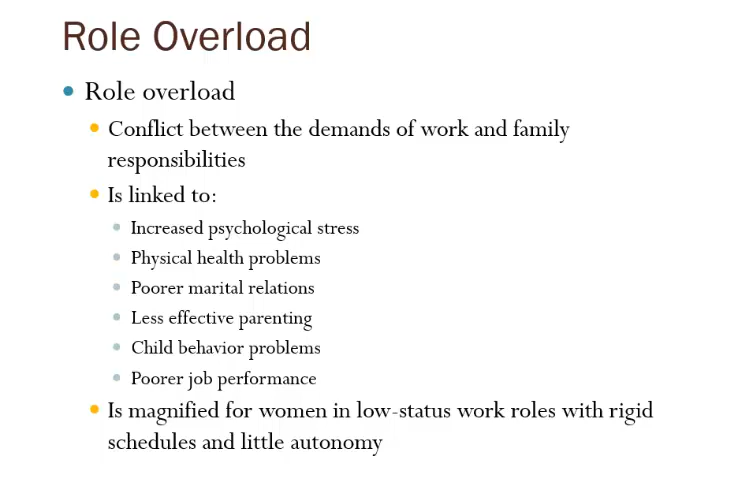 Role Overload
Role overload
Conflict between the demands of work and family
responsibilities
Is linked to:
Increased psychological stress
Physical health problems
Poorer marital relations
Less effective parenting
Child behavior problems
Poorer job performance
Is magnified for women in low-status work roles with rigid
schedules and little autonomy